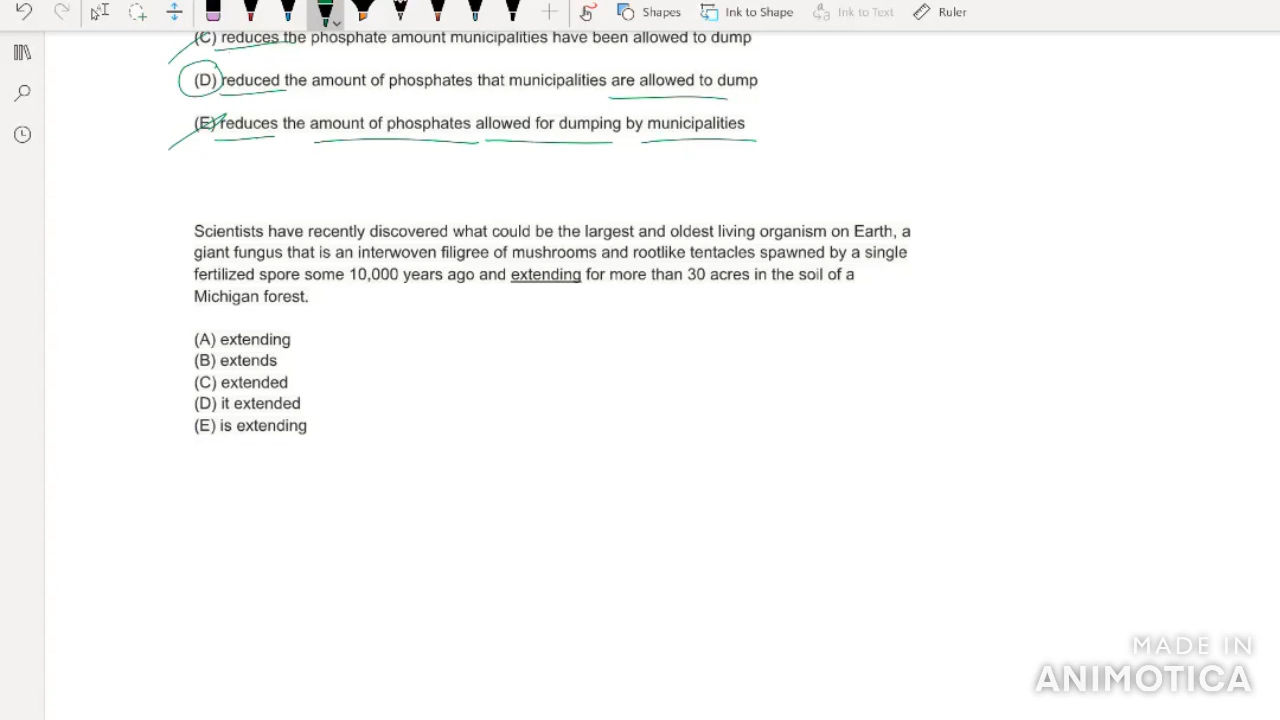 Shapes Ink to Shape Ink to Text Ruler
(C) reduces the phosphate amount municipalities have been allowed to dump
(D) reduced the amount of phosphates that municipalities are allowed to dump
(E) reduces the amount of phosphates allowed for dumping by municipalities
Scientists have recently discovered what could be the largest and oldest living organism on Earth, a
giant fungus that is an interwoven filigree of mushrooms and rootlike tentacles spawned by a single
fertilized spore some 10,000 years ago and extending for more than 30 acres in the soil of a
Michigan forest.
(A) extending
(B) extends
(C) extended
(D) it extended
(E) is extending
MADE IN
ANIMOTICA